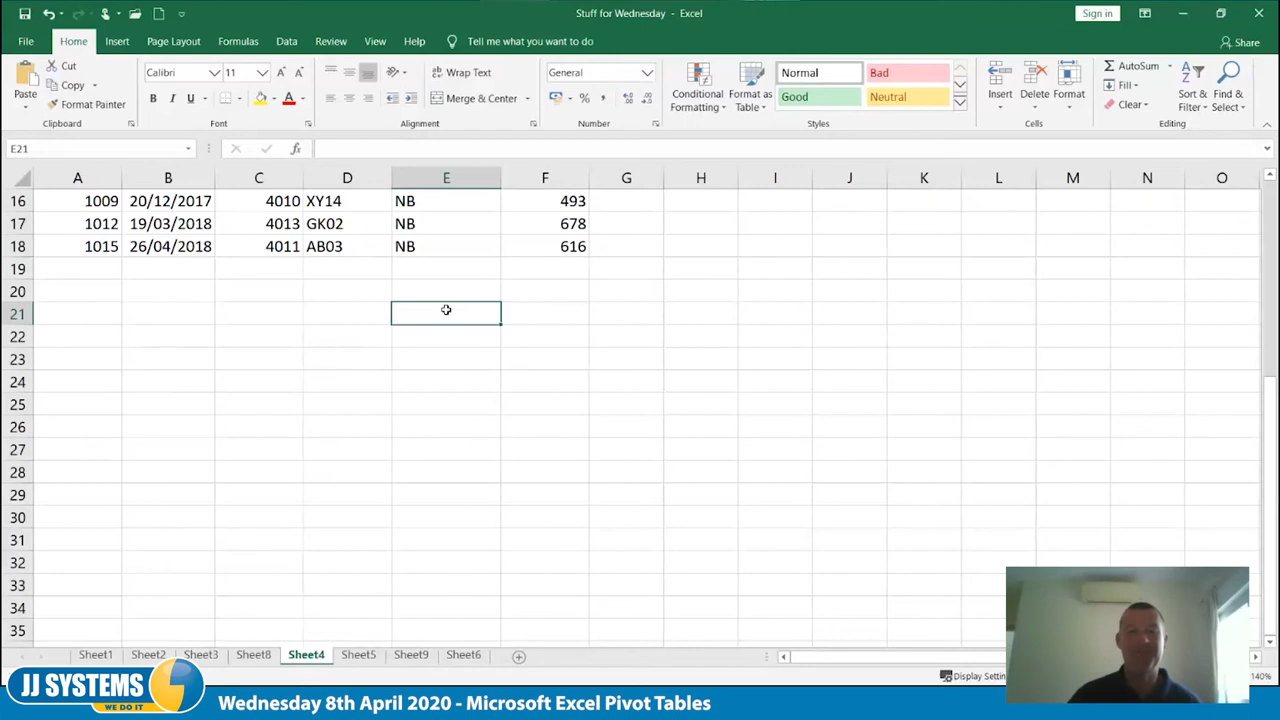 Stuff for Wednesday - Excel
Sign in
File Home Insert Page Layout Formulas Data Review View Help Tell me what you want to do Share
Paste
Cut
Copy
Format Painter
Clipboard
Calibri 11
B I U A
Font
Wrap Text
Merge & Center
Alignment
General
% ,
Number
Conditional Formatting
Format as Table
Normal Bad
Good Neutral
Styles
Insert Delete Format
Cells
AutoSum
Fill
Clear
Sort & Filter
Find & Select
Editing
E21 fx
A B C D E F G H I J K L M N O
16 1009 20/12/2017 4010 XY14 NB 493
17 1012 19/03/2018 4013 GK02 NB 678
18 1015 26/04/2018 4011 AB03 NB 616
19
20
21
22
23
24
25
26
27
28
29
30
31
32
33
34
35
Sheet1 Sheet2 Sheet3 Sheet8 Sheet4 Sheet5 Sheet9 Sheet6
140%
JJ SYSTEMS
WE DO IT
Wednesday 8th April 2020 - Microsoft Excel Pivot Tables